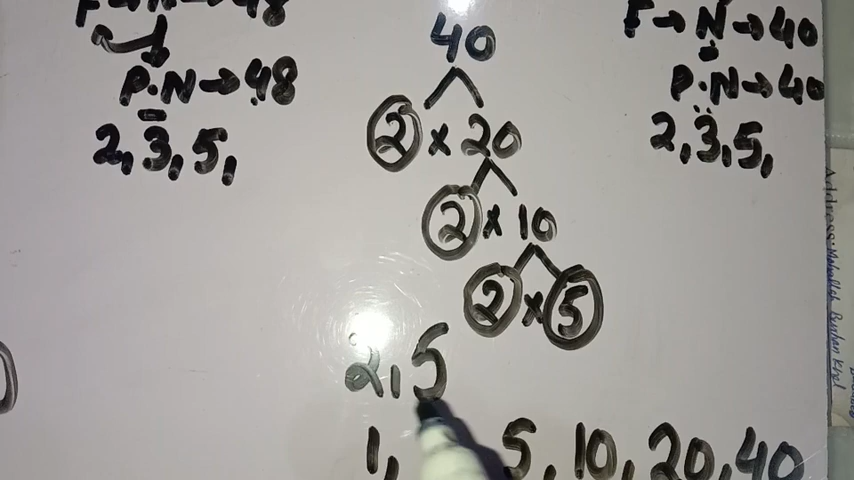 F → N → 48
P.N → 48
2, 3, 5,
40
2 x 20
2 x 10
2 x 5
2, 5
1, 5, 10, 20, 40
F → N → 40
P.N → 40
2, 3, 5,
Address: